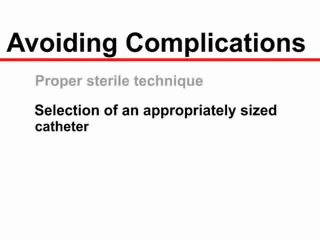 Avoiding Complications
Proper sterile technique
Selection of an appropriately sized
catheter